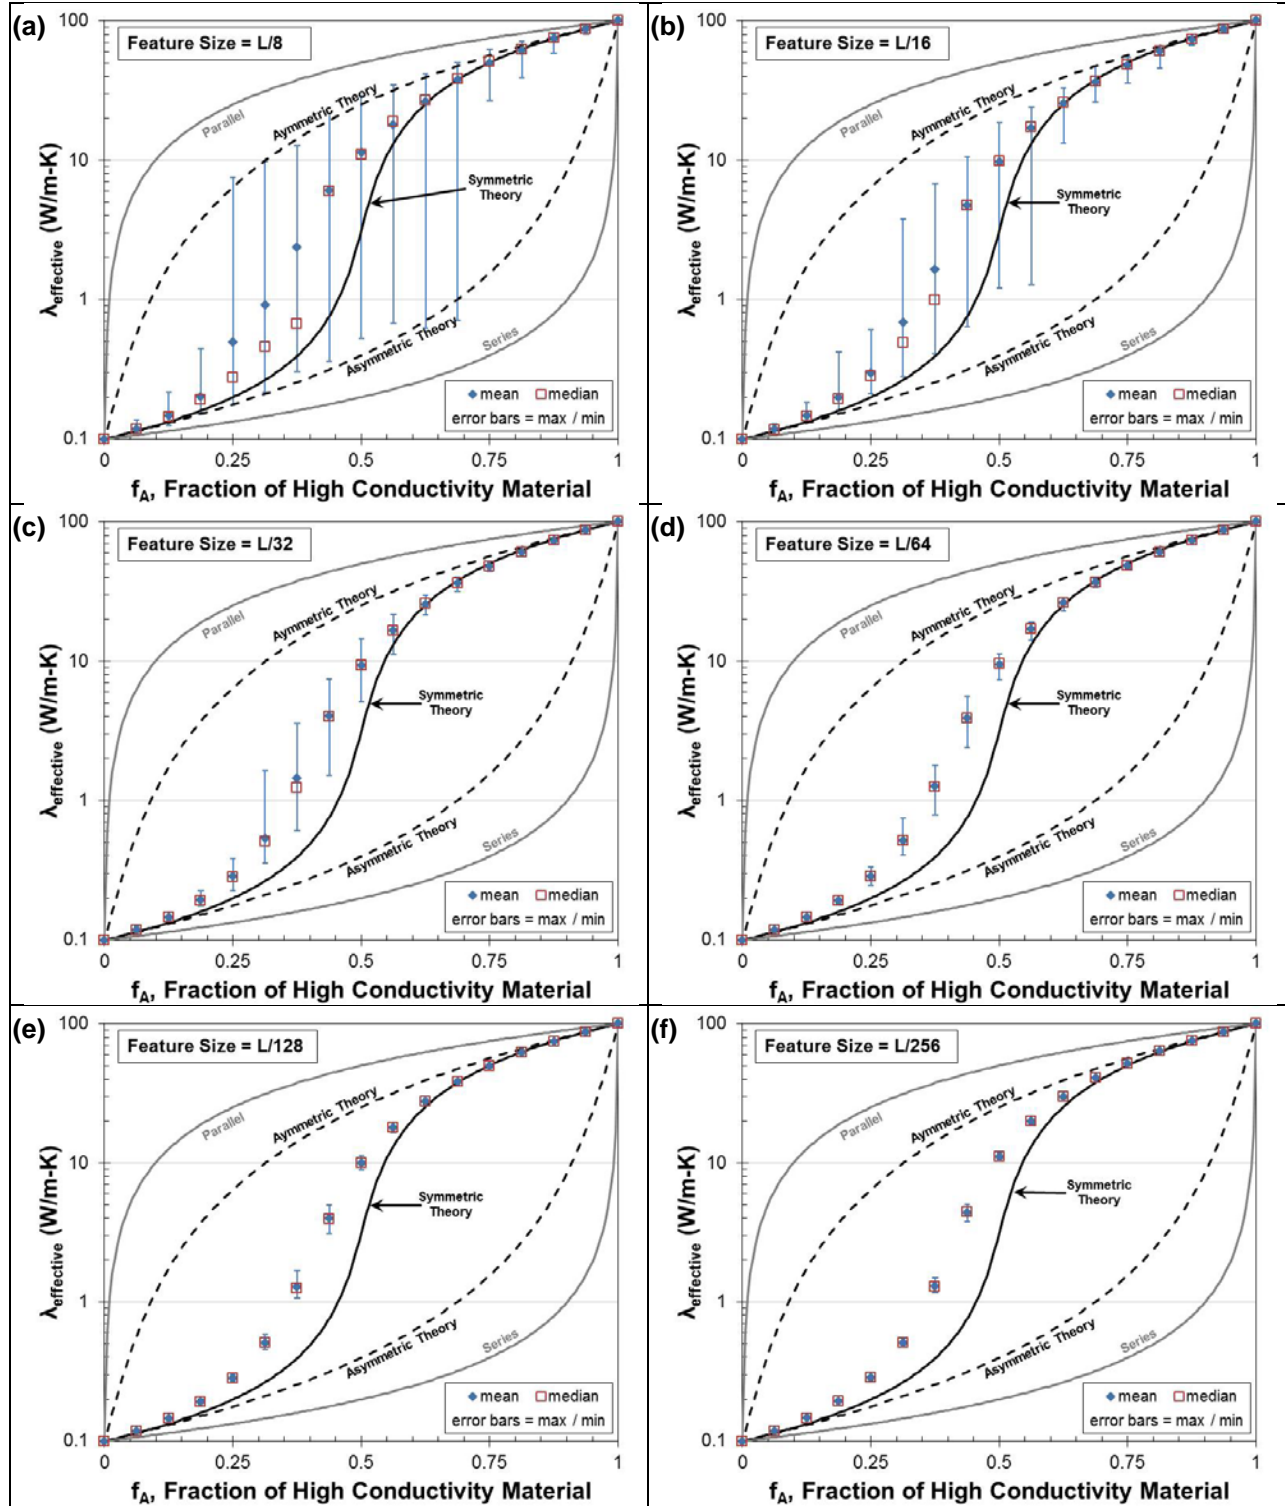 (a)
Feature Size = L/8
100
10
1
0.1
λeffective (W/m-K)
Parallel
Aymmetric Theory
Symmetric
Theory
Asymmetric Theory
Series
mean median
error bars = max / min
0 0.25 0.5 0.75 1
fA, Fraction of High Conductivity Material
(b)
Feature Size = L/16
100
10
1
0.1
λeffective (W/m-K)
Parallel
Aymmetric Theory
Symmetric
Theory
Asymmetric Theory
Series
mean median
error bars = max / min
0 0.25 0.5 0.75 1
fA, Fraction of High Conductivity Material
(c)
Feature Size = L/32
100
10
1
0.1
λeffective (W/m-K)
Parallel
Aymmetric Theory
Symmetric
Theory
Asymmetric Theory
Series
mean median
error bars = max / min
0 0.25 0.5 0.75 1
fA, Fraction of High Conductivity Material
(d)
Feature Size = L/64
100
10
1
0.1
λeffective (W/m-K)
Parallel
Aymmetric Theory
Symmetric
Theory
Asymmetric Theory
Series
mean median
error bars = max / min
0 0.25 0.5 0.75 1
fA, Fraction of High Conductivity Material
(e)
Feature Size = L/128
100
10
1
0.1
λeffective (W/m-K)
Parallel
Aymmetric Theory
Symmetric
Theory
Asymmetric Theory
Series
mean median
error bars = max / min
0 0.25 0.5 0.75 1
fA, Fraction of High Conductivity Material
(f)
Feature Size = L/256
100
10
1
0.1
λeffective (W/m-K)
Parallel
Aymmetric Theory
Symmetric
Theory
Asymmetric Theory
Series
mean median
error bars = max / min
0 0.25 0.5 0.75 1
fA, Fraction of High Conductivity Material